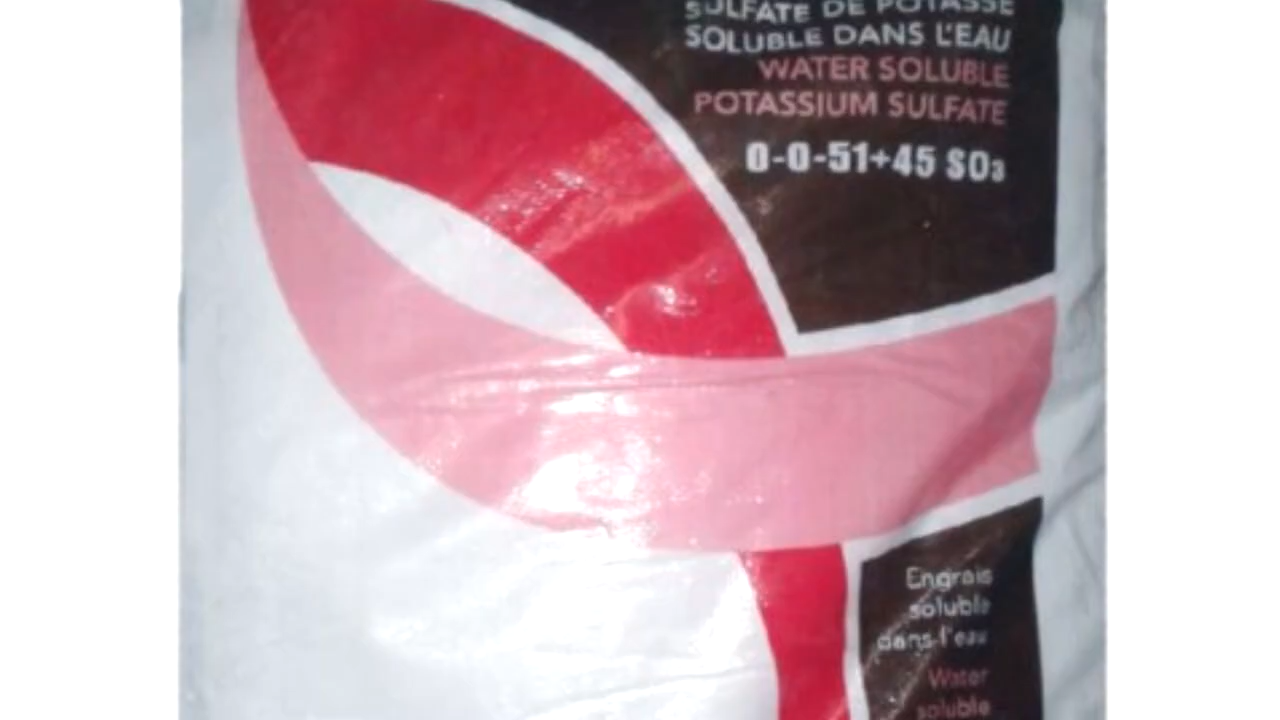 SULFATE DE POTASSE
SOLUBLE DANS L'EAU
WATER SOLUBLE
POTASSIUM SULFATE
0-0-51+45 SO₃
Engrais
soluble
dans l'eau
Water
soluble